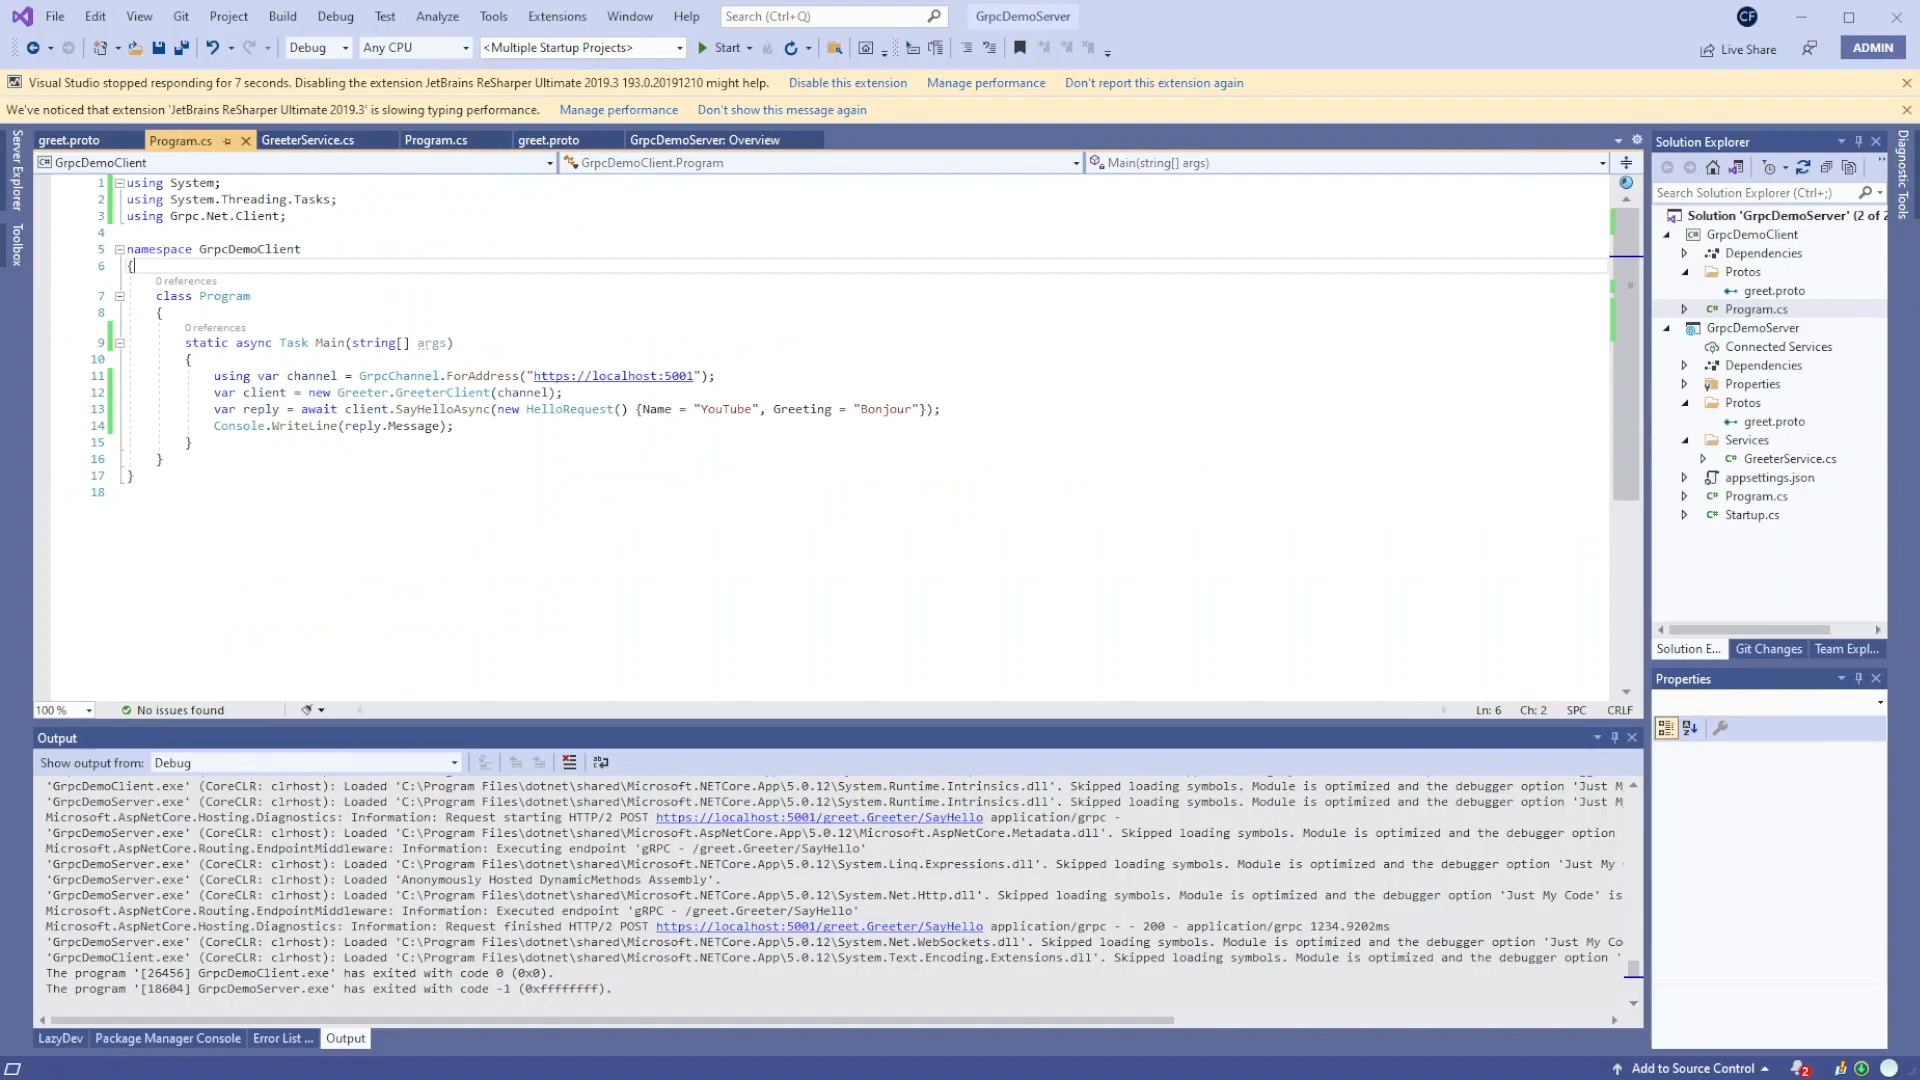 File Edit View Git Project Build Debug Test Analyze Tools Extensions Window Help Search (Ctrl+Q) GrpcDemoServer CF
Debug Any CPU <Multiple Startup Projects> Start Live Share ADMIN
Visual Studio stopped responding for 7 seconds. Disabling the extension JetBrains ReSharper Ultimate 2019.3 193.0.20191210 might help. Disable this extension Manage performance Don't report this extension again
We've noticed that extension 'JetBrains ReSharper Ultimate 2019.3' is slowing typing performance. Manage performance Don't show this message again
Server Explorer
Toolbox
greet.proto Program.cs GreeterService.cs Program.cs greet.proto GrpcDemoServer: Overview
GrpcDemoClient GrpcDemoClient.Program Main(string[] args)
1 using System;
2 using System.Threading.Tasks;
3 using Grpc.Net.Client;
4
5 namespace GrpcDemoClient
6 {
0 references
7 class Program
8 {
0 references
9 static async Task Main(string[] args)
10 {
11 using var channel = GrpcChannel.ForAddress("https://localhost:5001");
12 var client = new Greeter.GreeterClient(channel);
13 var reply = await client.SayHelloAsync(new HelloRequest() {Name = "YouTube", Greeting = "Bonjour"});
14 Console.WriteLine(reply.Message);
15 }
16 }
17 }
18
100 % No issues found Ln: 6 Ch: 2 SPC CRLF
Output
Show output from: Debug
'GrpcDemoClient.exe' (CoreCLR: clrhost): Loaded 'C:\Program Files\dotnet\shared\Microsoft.NETCore.App\5.0.12\System.Runtime.Intrinsics.dll'. Skipped loading symbols. Module is optimized and the debugger option 'Just M
'GrpcDemoServer.exe' (CoreCLR: clrhost): Loaded 'C:\Program Files\dotnet\shared\Microsoft.NETCore.App\5.0.12\System.Runtime.Intrinsics.dll'. Skipped loading symbols. Module is optimized and the debugger option 'Just M
Microsoft.AspNetCore.Hosting.Diagnostics: Information: Request starting HTTP/2 POST https://localhost:5001/greet.Greeter/SayHello application/grpc -
'GrpcDemoServer.exe' (CoreCLR: clrhost): Loaded 'C:\Program Files\dotnet\shared\Microsoft.AspNetCore.App\5.0.12\Microsoft.AspNetCore.Metadata.dll'. Skipped loading symbols. Module is optimized and the debugger option
Microsoft.AspNetCore.Routing.EndpointMiddleware: Information: Executing endpoint 'gRPC - /greet.Greeter/SayHello'
'GrpcDemoServer.exe' (CoreCLR: clrhost): Loaded 'C:\Program Files\dotnet\shared\Microsoft.NETCore.App\5.0.12\System.Linq.Expressions.dll'. Skipped loading symbols. Module is optimized and the debugger option 'Just My
'GrpcDemoServer.exe' (CoreCLR: clrhost): Loaded 'Anonymously Hosted DynamicMethods Assembly'.
'GrpcDemoServer.exe' (CoreCLR: clrhost): Loaded 'C:\Program Files\dotnet\shared\Microsoft.NETCore.App\5.0.12\System.Net.Http.dll'. Skipped loading symbols. Module is optimized and the debugger option 'Just My Code' is
Microsoft.AspNetCore.Routing.EndpointMiddleware: Information: Executed endpoint 'gRPC - /greet.Greeter/SayHello'
Microsoft.AspNetCore.Hosting.Diagnostics: Information: Request finished HTTP/2 POST https://localhost:5001/greet.Greeter/SayHello application/grpc - - 200 - application/grpc 1234.9202ms
'GrpcDemoServer.exe' (CoreCLR: clrhost): Loaded 'C:\Program Files\dotnet\shared\Microsoft.NETCore.App\5.0.12\System.Net.WebSockets.dll'. Skipped loading symbols. Module is optimized and the debugger option 'Just My Co
'GrpcDemoClient.exe' (CoreCLR: clrhost): Loaded 'C:\Program Files\dotnet\shared\Microsoft.NETCore.App\5.0.12\System.Text.Encoding.Extensions.dll'. Skipped loading symbols. Module is optimized and the debugger option '
The program '[26456] GrpcDemoClient.exe' has exited with code 0 (0x0).
The program '[18604] GrpcDemoServer.exe' has exited with code -1 (0xffffffff).
LazyDev Package Manager Console Error List ... Output
Solution Explorer
Search Solution Explorer (Ctrl+;)
Solution 'GrpcDemoServer' (2 of 2
GrpcDemoClient
Dependencies
Protos
greet.proto
Program.cs
GrpcDemoServer
Connected Services
Dependencies
Properties
Protos
greet.proto
Services
GreeterService.cs
appsettings.json
Program.cs
Startup.cs
Solution E... Git Changes Team Expl...
Properties
Diagnostic Tools
Add to Source Control 2